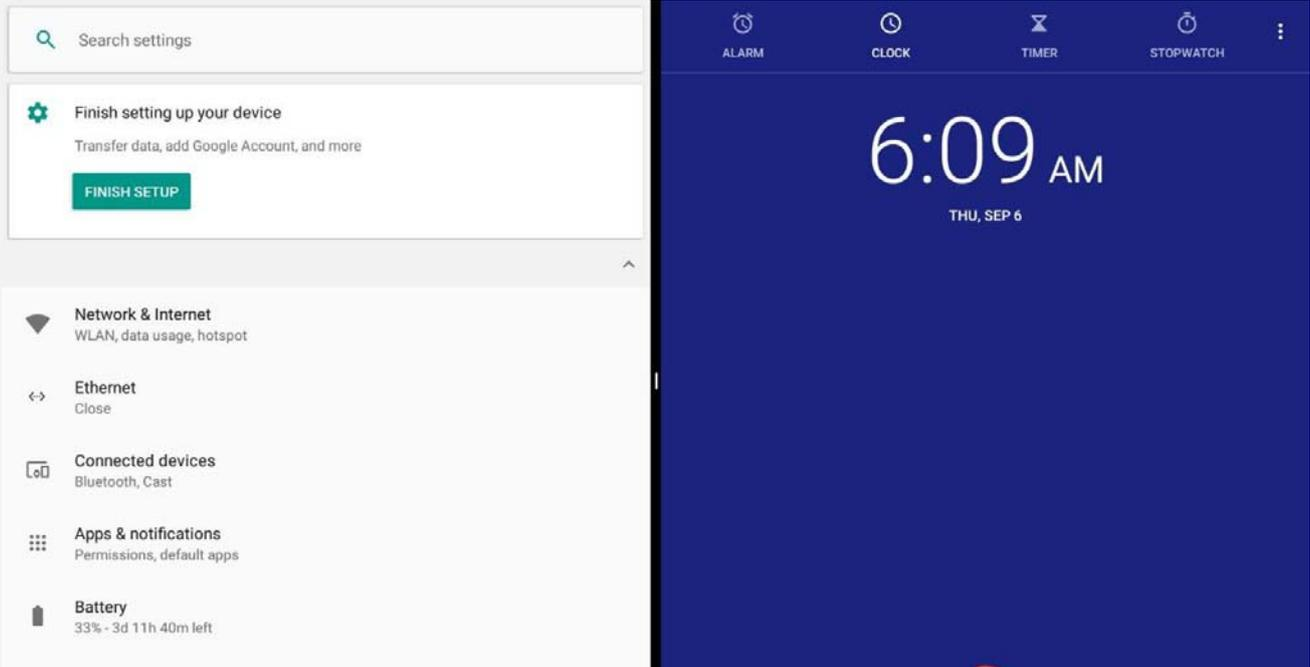 Search settings
Finish setting up your device
Transfer data, add Google Account, and more
FINISH SETUP
Network & Internet
WLAN, data usage, hotspot
Ethernet
Close
Connected devices
Bluetooth, Cast
Apps & notifications
Permissions, default apps
Battery
33% - 3d 11h 40m left
ALARM
CLOCK
TIMER
STOPWATCH
6:09 AM
THU, SEP 6